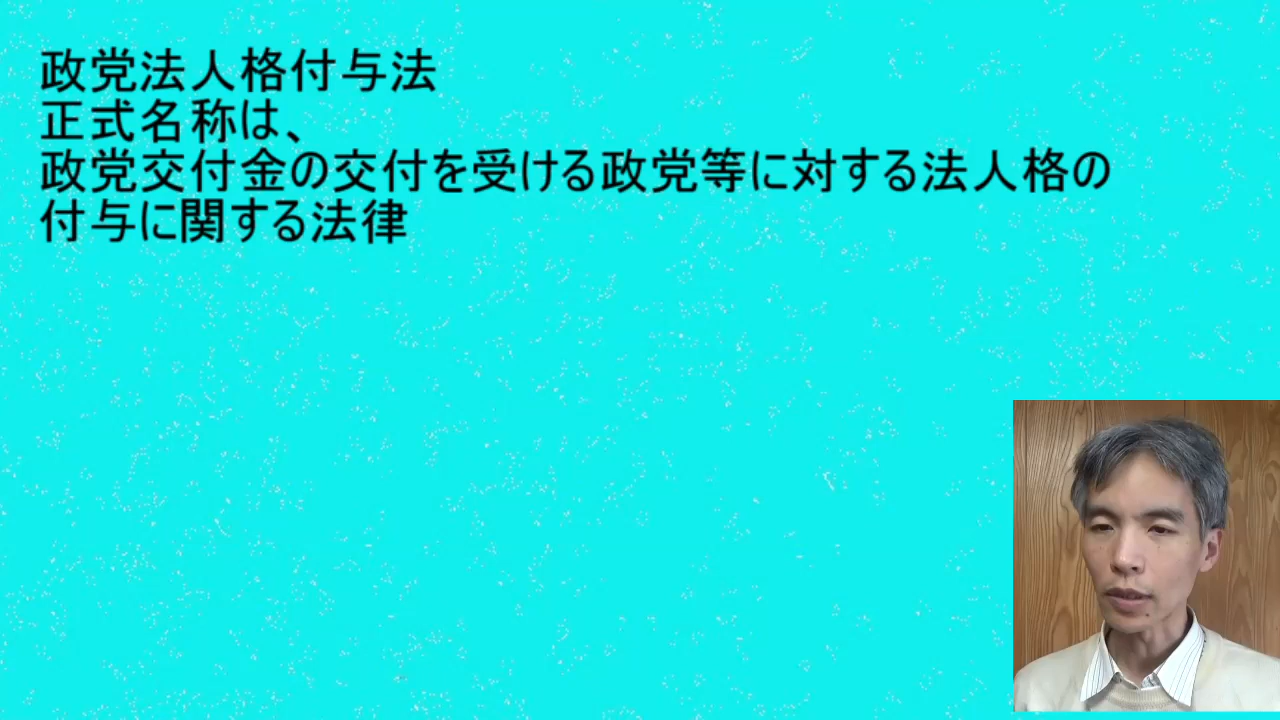 政党法人格付与法
正式名称は、
政党交付金の交付を受ける政党等に対する法人格の
付与に関する法律